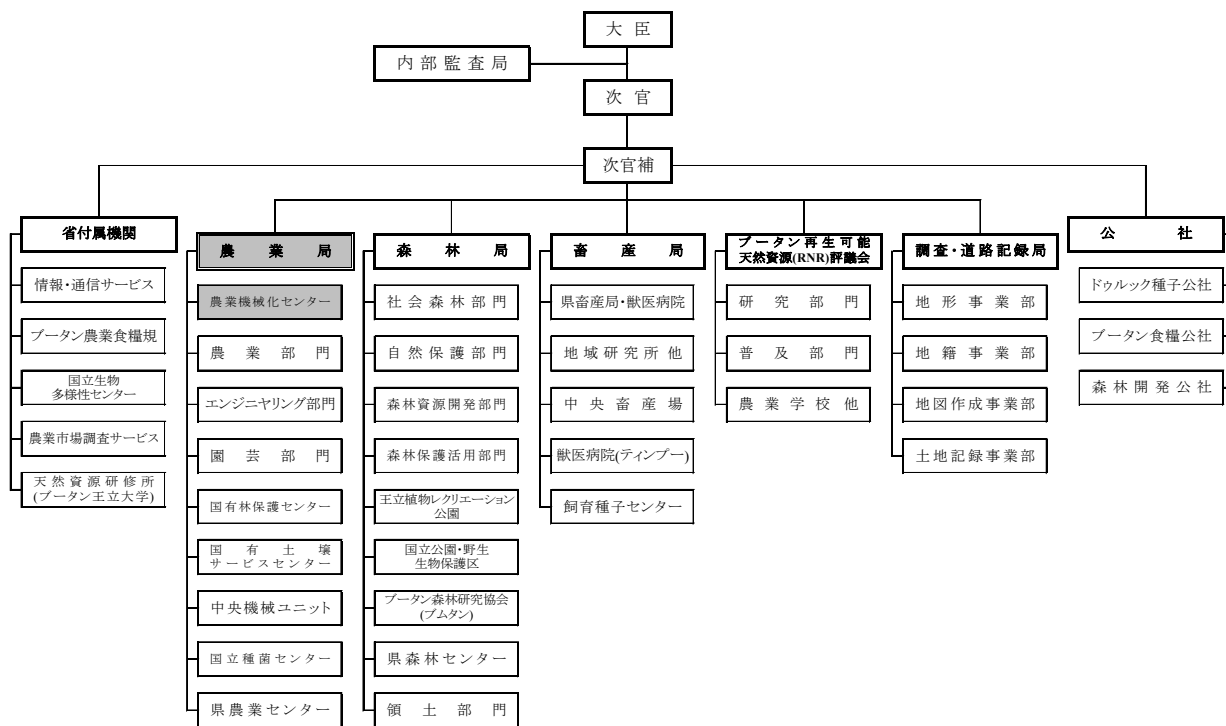 大臣
内部監査局
次官
次官補
省付属機関
情報・通信サービス
ブータン農業食糧規
国立生物
多様性センター
農業市場調査サービス
天然資源研修所
(ブータン王立大学)
農業局
農業機械化センター
農業部門
エンジニヤリング部門
園芸部門
国有林保護センター
国有土壌
サービスセンター
中央機械ユニット
国立種菌センター
県農業センター
森林局
社会森林部門
自然保護部門
森林資源開発部門
森林保護活用部門
王立植物レクリエーション
公園
国立公園・野生
生物保護区
ブータン森林研究協会
(ブムタン)
県森林センター
領土部門
畜産局
県畜産局・獣医病院
地域研究所他
中央畜産場
獣医病院(ティンプー)
飼育種子センター
ブータン再生可能
天然資源(RNR)評議会
研究部門
普及部門
農業学校他
調査・道路記録局
地形事業部
地籍事業部
地図作成事業部
土地記録事業部
公社
ドゥルック種子公社
ブータン食糧公社
森林開発公社